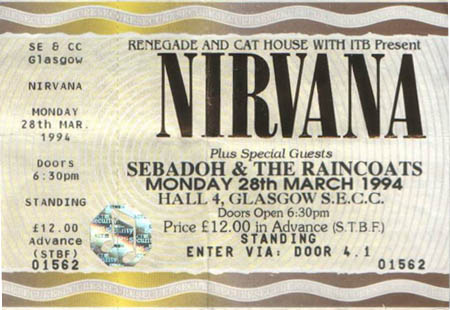 SE & CC
Glasgow
NIRVANA
MONDAY
28th MAR.
1994
Doors
6:30pm
STANDING
£12.00
Advance
(STBF)
01562
RENEGADE AND CAT HOUSE WITH ITB Present
NIRVANA
Plus Special Guests
SEBADOH & THE RAINCOATS
MONDAY 28th MARCH 1994
HALL 4, GLASGOW S.E.C.C.
Doors Open 6:30pm
Price £12.00 in Advance (S.T.B.F.)
STANDING
ENTER VIA: DOOR 4.1
01562